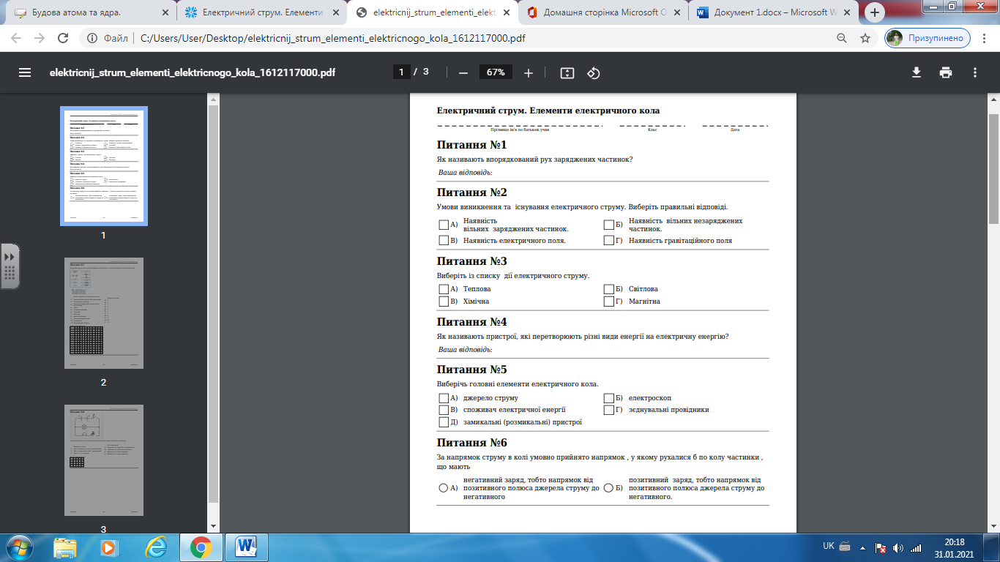 Будова атома та ядра.
Електричний струм. Елементи
elektricnij_strum_elementi_elekt
Домашня сторінка Microsoft O
Документ 1.docx – Microsoft W
Файл
C:/Users/User/Desktop/elektricnij_strum_elementi_elektricnogo_kola_1612117000.pdf
Призупинено
elektricnij_strum_elementi_elektricnogo_kola_1612117000.pdf
1 / 3
67%
1
2
3
Електричний струм. Елементи електричного кола
Прізвище ім'я по батькові учня Клас Дата
Питання №1
Як називають впорядкований рух заряджених частинок?
Ваша відповідь:
Питання №2
Умови виникнення та існування електричного струму. Виберіть правильні відповіді.
А) Наявність
вільних заряджених частинок.
Б) Наявність вільних незаряджених
частинок.
В) Наявність електричного поля.
Г) Наявність гравітаційного поля
Питання №3
Виберіть із списку дії електричного струму.
А) Теплова
Б) Світлова
В) Хімічна
Г) Магнітна
Питання №4
Як називають пристрої, які перетворюють різні види енергії на електричну енергію?
Ваша відповідь:
Питання №5
Виберічь головні елементи електричного кола.
А) джерело струму
Б) електроскоп
В) споживач електричної енергії
Г) зєднувальні провідники
Д) замикальні (розмикальні) пристрої
Питання №6
За напрямок струму в колі умовно прийнято напрямок , у якому рухалися б по колу частинки ,
що мають
А) негативний заряд, тобто напрямок від
позитивного полюса джерела струму до
негативного
Б) позитивний заряд, тобто напрямок від
позитивного полюса джерела струму до
негативного.
UK
20:18
31.01.2021